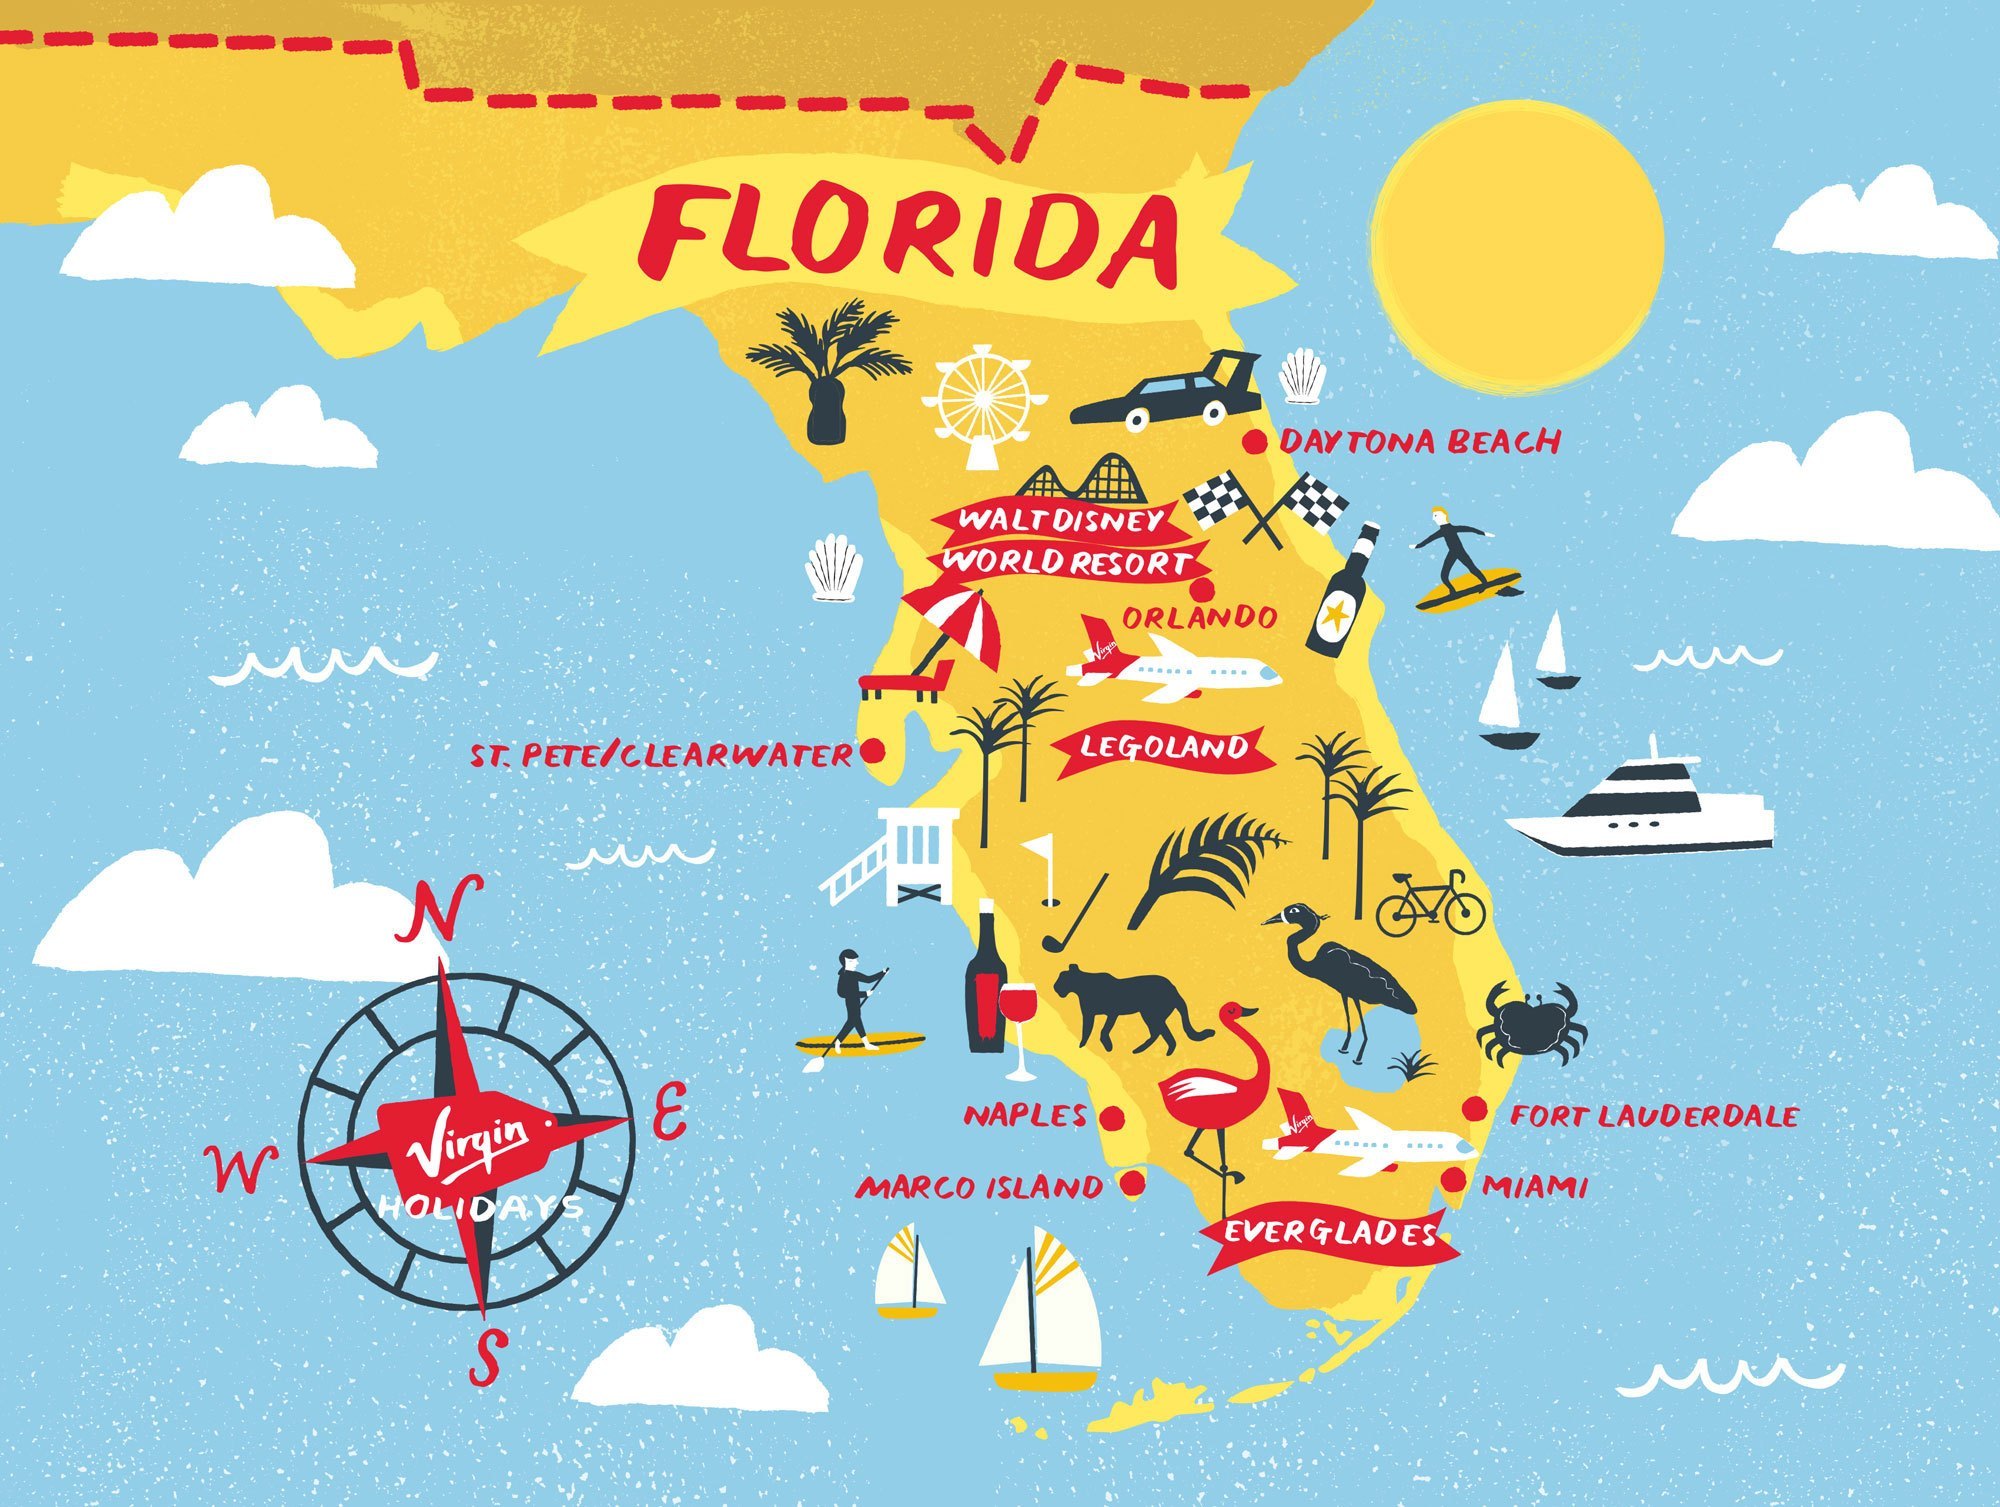 FLORIDA
DAYTONA BEACH
WALT DISNEY
WORLD RESORT
ORLANDO
Virgin
ST. PETE/CLEARWATER
LEGOLAND
N
E
W
S
Virgin
HOLIDAYS
NAPLES
Virgin
FORT LAUDERDALE
MARCO ISLAND
MIAMI
EVERGLADES